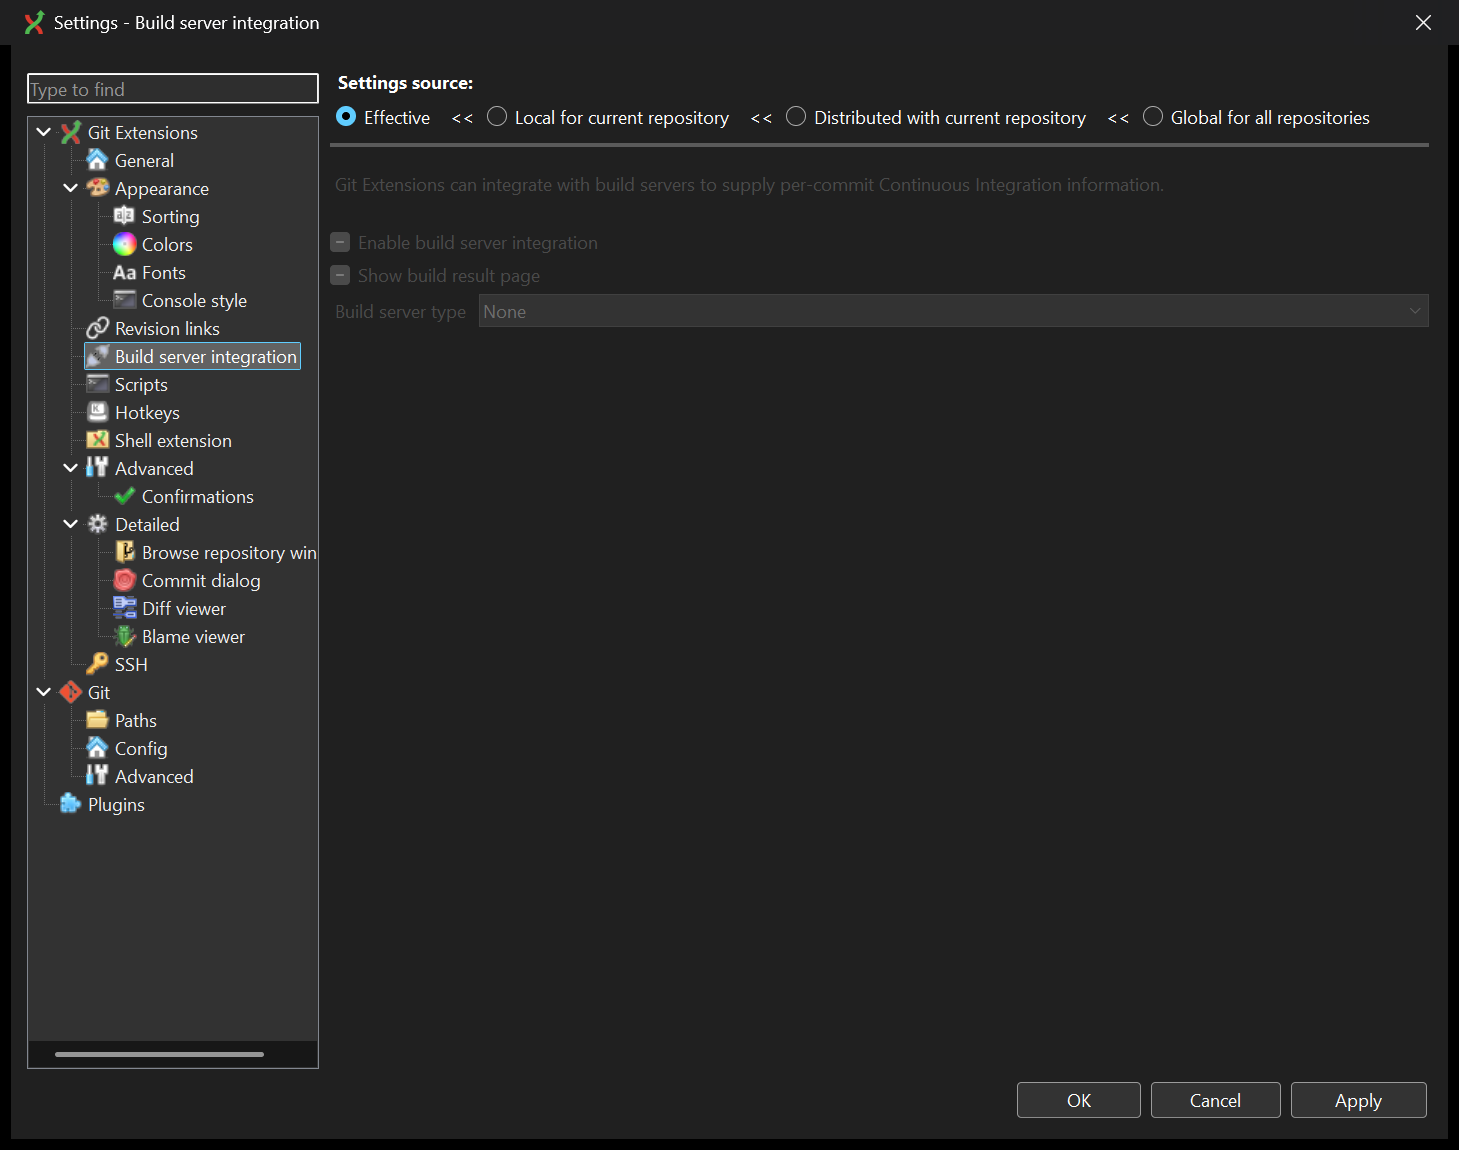 Settings - Build server integration
Type to find
Git Extensions
General
Appearance
Sorting
Colors
Aa Fonts
Console style
Revision links
Build server integration
Scripts
Hotkeys
Shell extension
Advanced
Confirmations
Detailed
Browse repository win
Commit dialog
Diff viewer
Blame viewer
SSH
Git
Paths
Config
Advanced
Plugins
Settings source:
Effective << Local for current repository << Distributed with current repository << Global for all repositories
Git Extensions can integrate with build servers to supply per-commit Continuous Integration information.
Enable build server integration
Show build result page
Build server type None
OK Cancel Apply